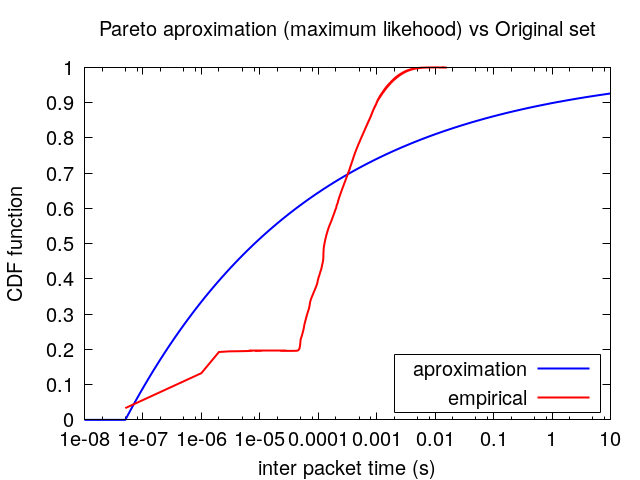 Pareto aproximation (maximum likehood) vs Original set
1
0.9
0.8
0.7
0.6
0.5
0.4
0.3
0.2
0.1
0
CDF function
aproximation
empirical
1e-08 1e-07 1e-06 1e-05 0.0001 0.001 0.01 0.1 1 10
inter packet time (s)